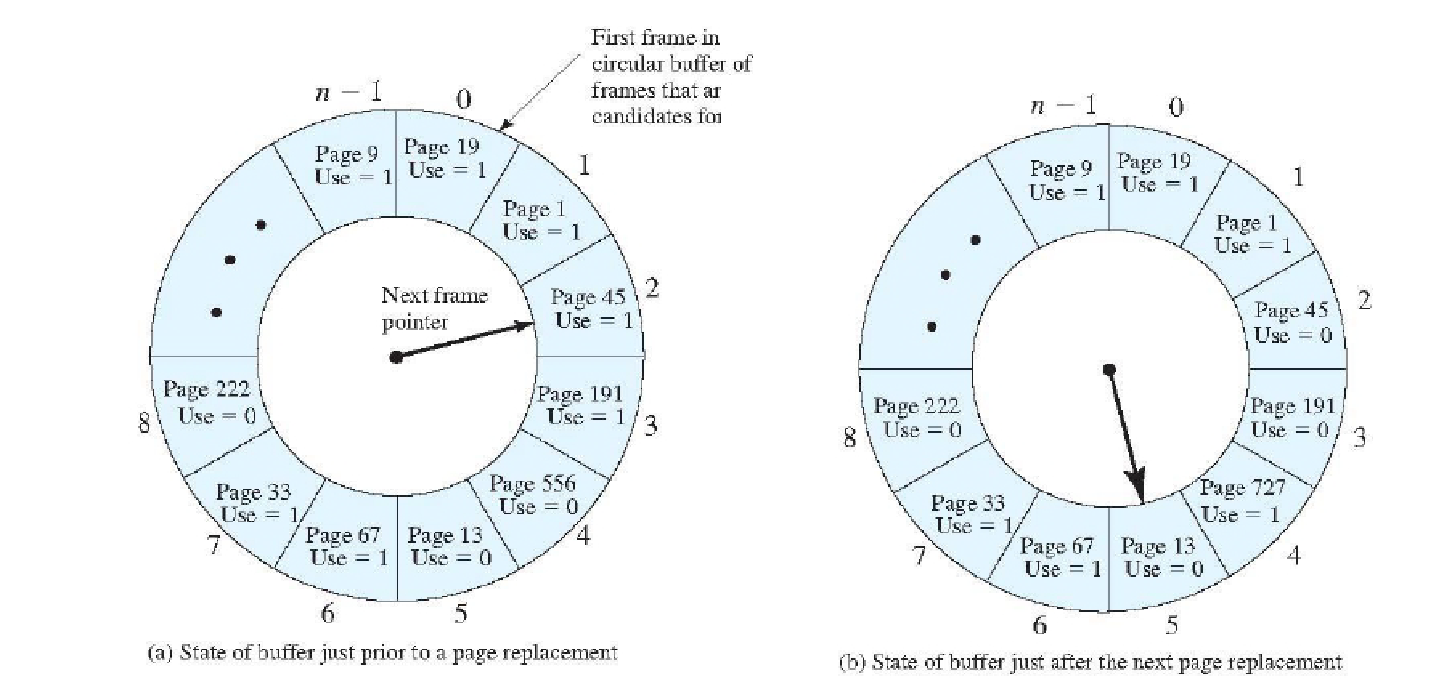 First frame in
circular buffer of
frames that ar
candidates for
n − 1
0
Page 9
Use = 1
Page 19
Use = 1
1
Page 1
Use = 1
2
Page 45
Use = 1
Next frame
pointer
3
Page 191
Use = 1
4
Page 556
Use = 0
5
Page 13
Use = 0
6
Page 67
Use = 1
7
Page 33
Use = 1
8
Page 222
Use = 0
(a) State of buffer just prior to a page replacement
n − 1
0
Page 9
Use = 1
Page 19
Use = 1
1
Page 1
Use = 1
2
Page 45
Use = 0
3
Page 191
Use = 0
4
Page 727
Use = 1
5
Page 13
Use = 0
6
Page 67
Use = 1
7
Page 33
Use = 1
8
Page 222
Use = 0
(b) State of buffer just after the next page replacement